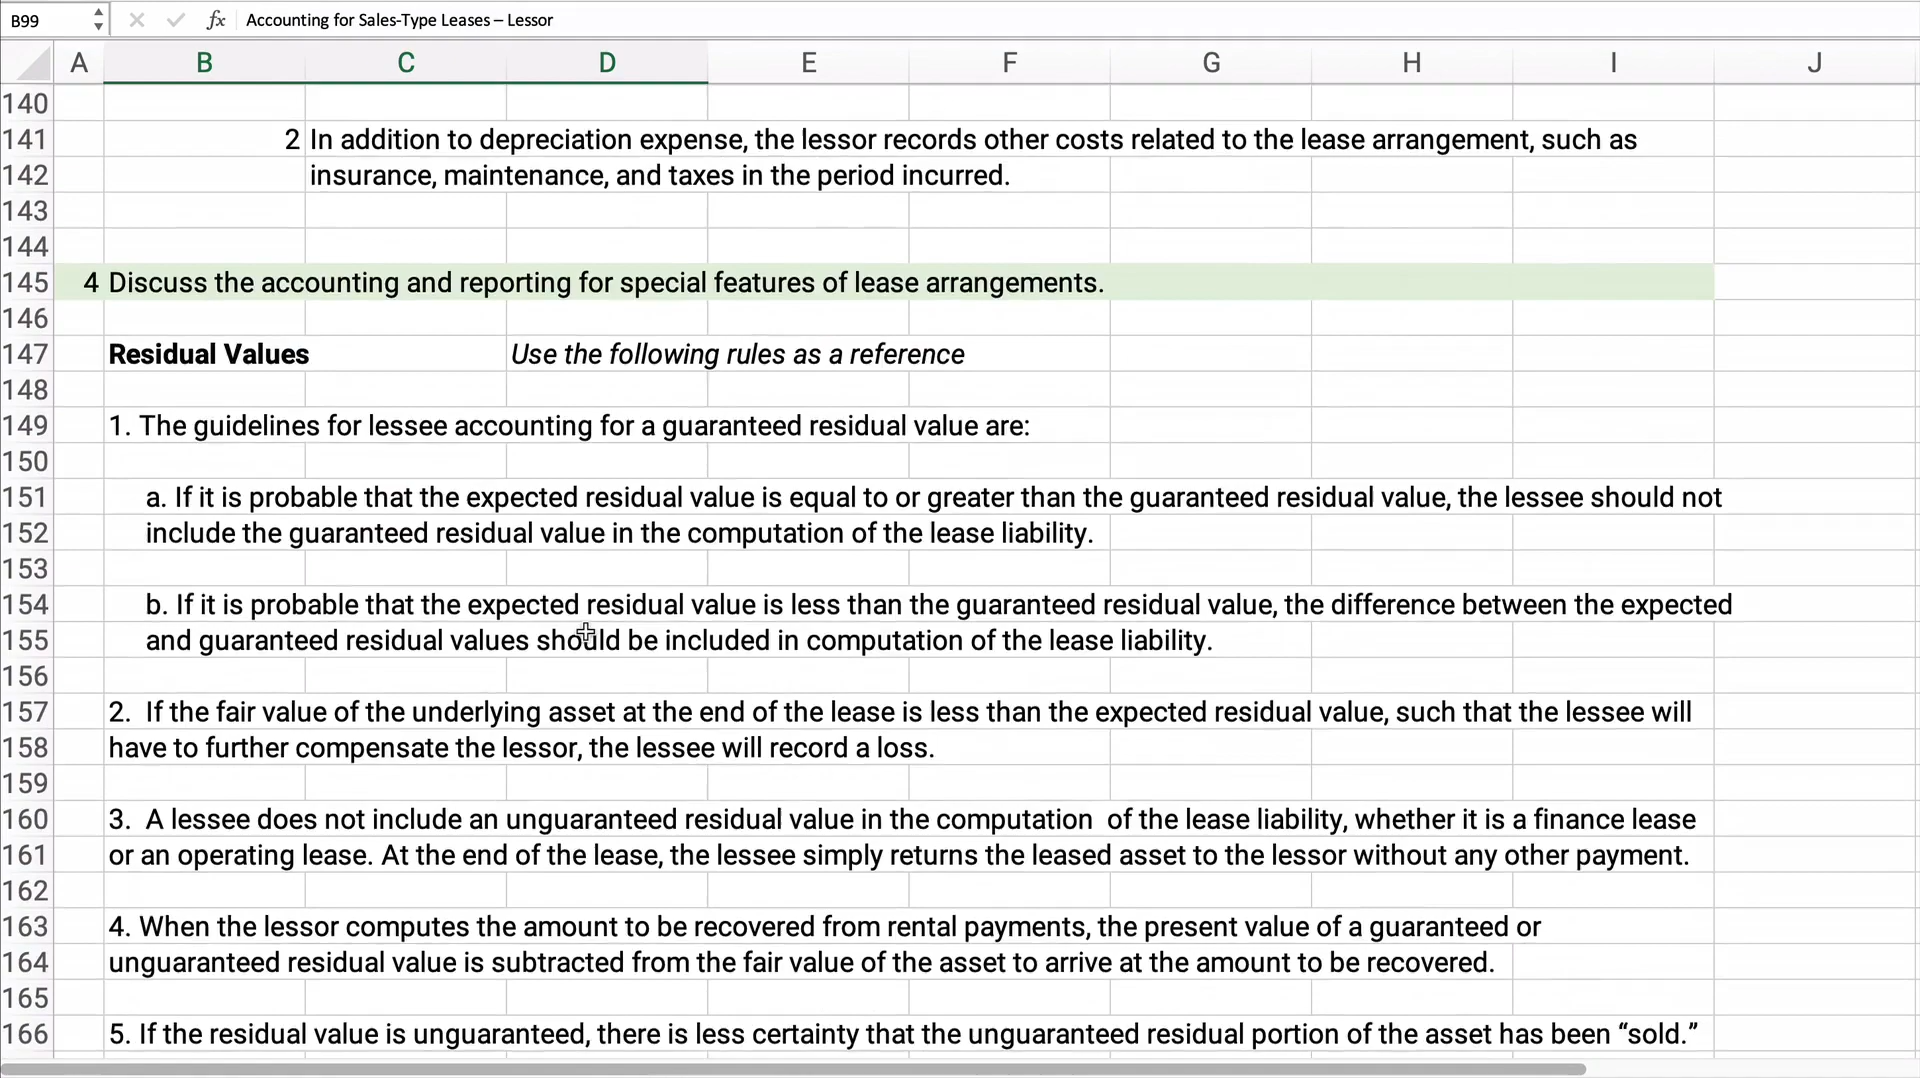 B99 fx Accounting for Sales-Type Leases – Lessor
A B C D E F G H I J
140
141 2 In addition to depreciation expense, the lessor records other costs related to the lease arrangement, such as
142 insurance, maintenance, and taxes in the period incurred.
143
144
145 4 Discuss the accounting and reporting for special features of lease arrangements.
146
147 Residual Values Use the following rules as a reference
148
149 1. The guidelines for lessee accounting for a guaranteed residual value are:
150
151 a. If it is probable that the expected residual value is equal to or greater than the guaranteed residual value, the lessee should not
152 include the guaranteed residual value in the computation of the lease liability.
153
154 b. If it is probable that the expected residual value is less than the guaranteed residual value, the difference between the expected
155 and guaranteed residual values should be included in computation of the lease liability.
156
157 2. If the fair value of the underlying asset at the end of the lease is less than the expected residual value, such that the lessee will
158 have to further compensate the lessor, the lessee will record a loss.
159
160 3. A lessee does not include an unguaranteed residual value in the computation of the lease liability, whether it is a finance lease
161 or an operating lease. At the end of the lease, the lessee simply returns the leased asset to the lessor without any other payment.
162
163 4. When the lessor computes the amount to be recovered from rental payments, the present value of a guaranteed or
164 unguaranteed residual value is subtracted from the fair value of the asset to arrive at the amount to be recovered.
165
166 5. If the residual value is unguaranteed, there is less certainty that the unguaranteed residual portion of the asset has been “sold.”